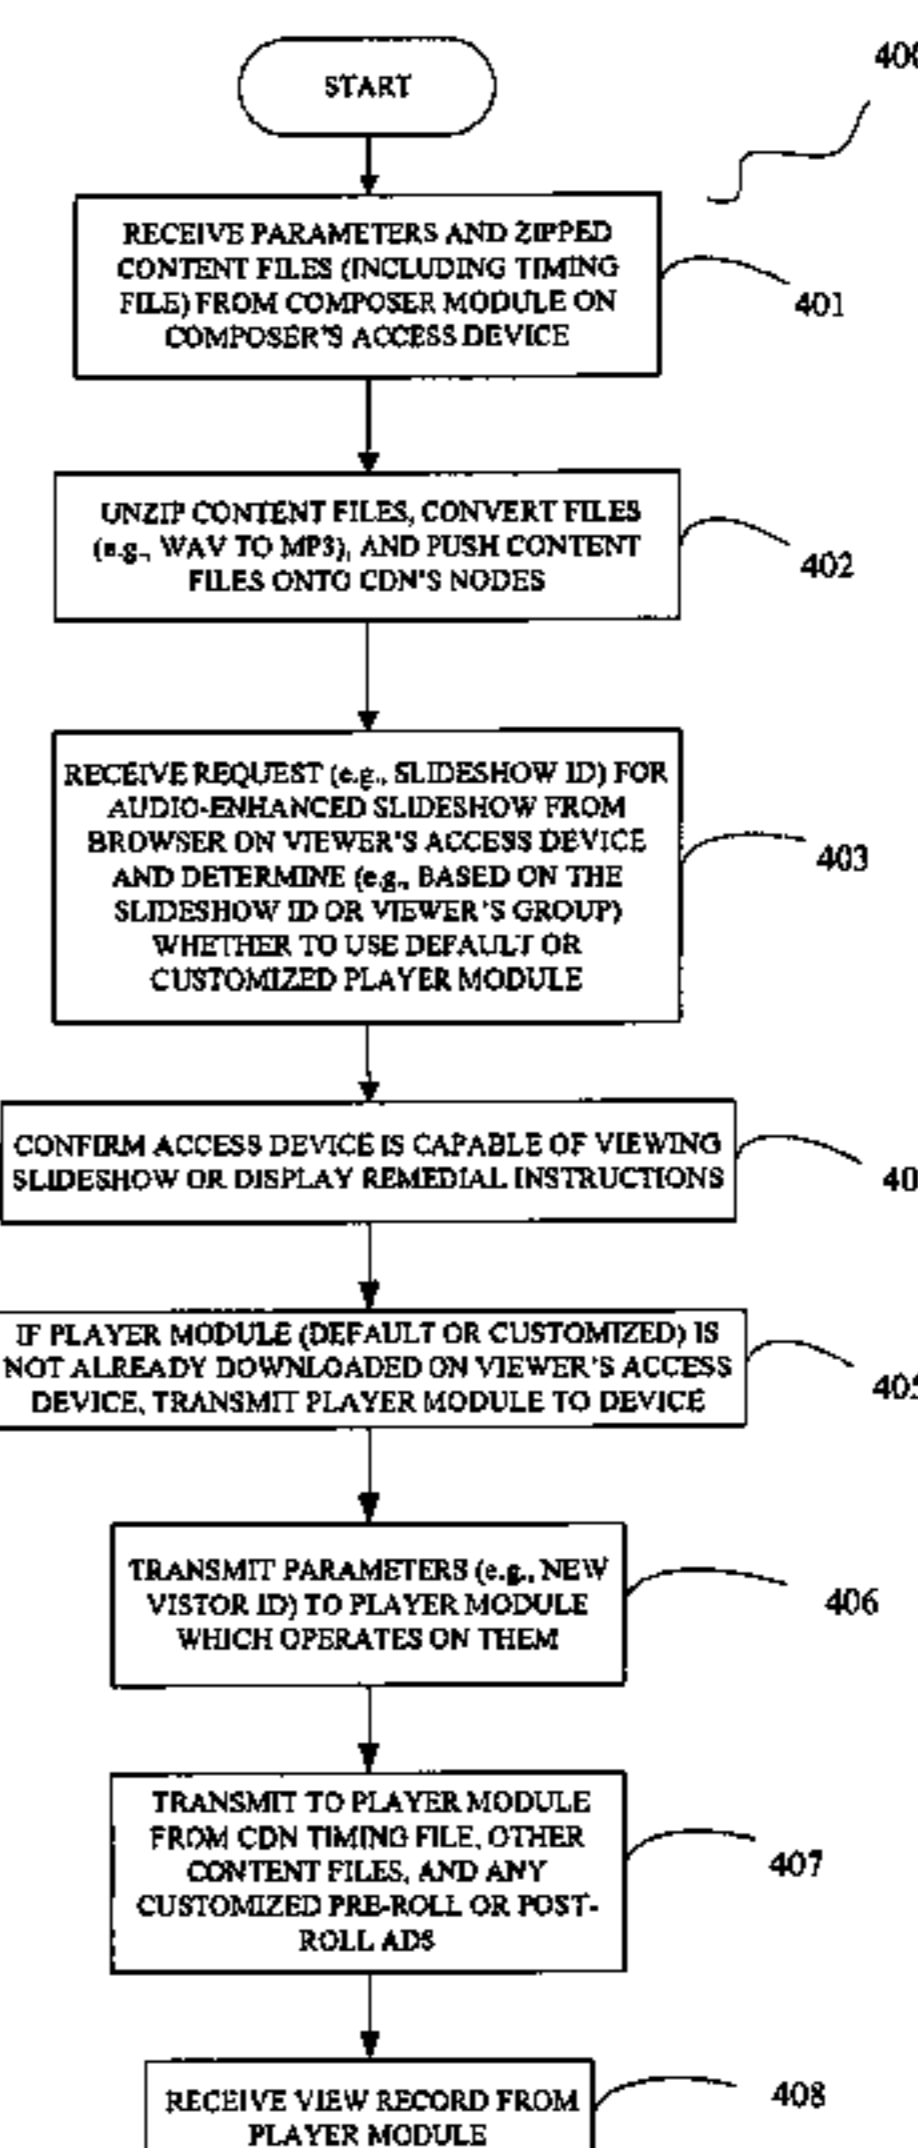 START
400
RECEIVE PARAMETERS AND ZIPPED
CONTENT FILES (INCLUDING TIMING
FILE) FROM COMPOSER MODULE ON
COMPOSER'S ACCESS DEVICE
401
UNZIP CONTENT FILES, CONVERT FILES
(e.g., WAV TO MP3), AND PUSH CONTENT
FILES ONTO CDN'S NODES
402
RECEIVE REQUEST (e.g., SLIDESHOW ID) FOR
AUDIO-ENHANCED SLIDESHOW FROM
BROWSER ON VIEWER'S ACCESS DEVICE
AND DETERMINE (e.g., BASED ON THE
SLIDESHOW ID OR VIEWER'S GROUP)
WHETHER TO USE DEFAULT OR
CUSTOMIZED PLAYER MODULE
403
CONFIRM ACCESS DEVICE IS CAPABLE OF VIEWING
SLIDESHOW OR DISPLAY REMEDIAL INSTRUCTIONS
40
IF PLAYER MODULE (DEFAULT OR CUSTOMIZED) IS
NOT ALREADY DOWNLOADED ON VIEWER'S ACCESS
DEVICE, TRANSMIT PLAYER MODULE TO DEVICE
405
TRANSMIT PARAMETERS (e.g., NEW
VISTOR ID) TO PLAYER MODULE
WHICH OPERATES ON THEM
406
TRANSMIT TO PLAYER MODULE
FROM CDN TIMING FILE, OTHER
CONTENT FILES, AND ANY
CUSTOMIZED PRE-ROLL OR POST-
ROLL ADS
407
RECEIVE VIEW RECORD FROM
PLAYER MODULE
408